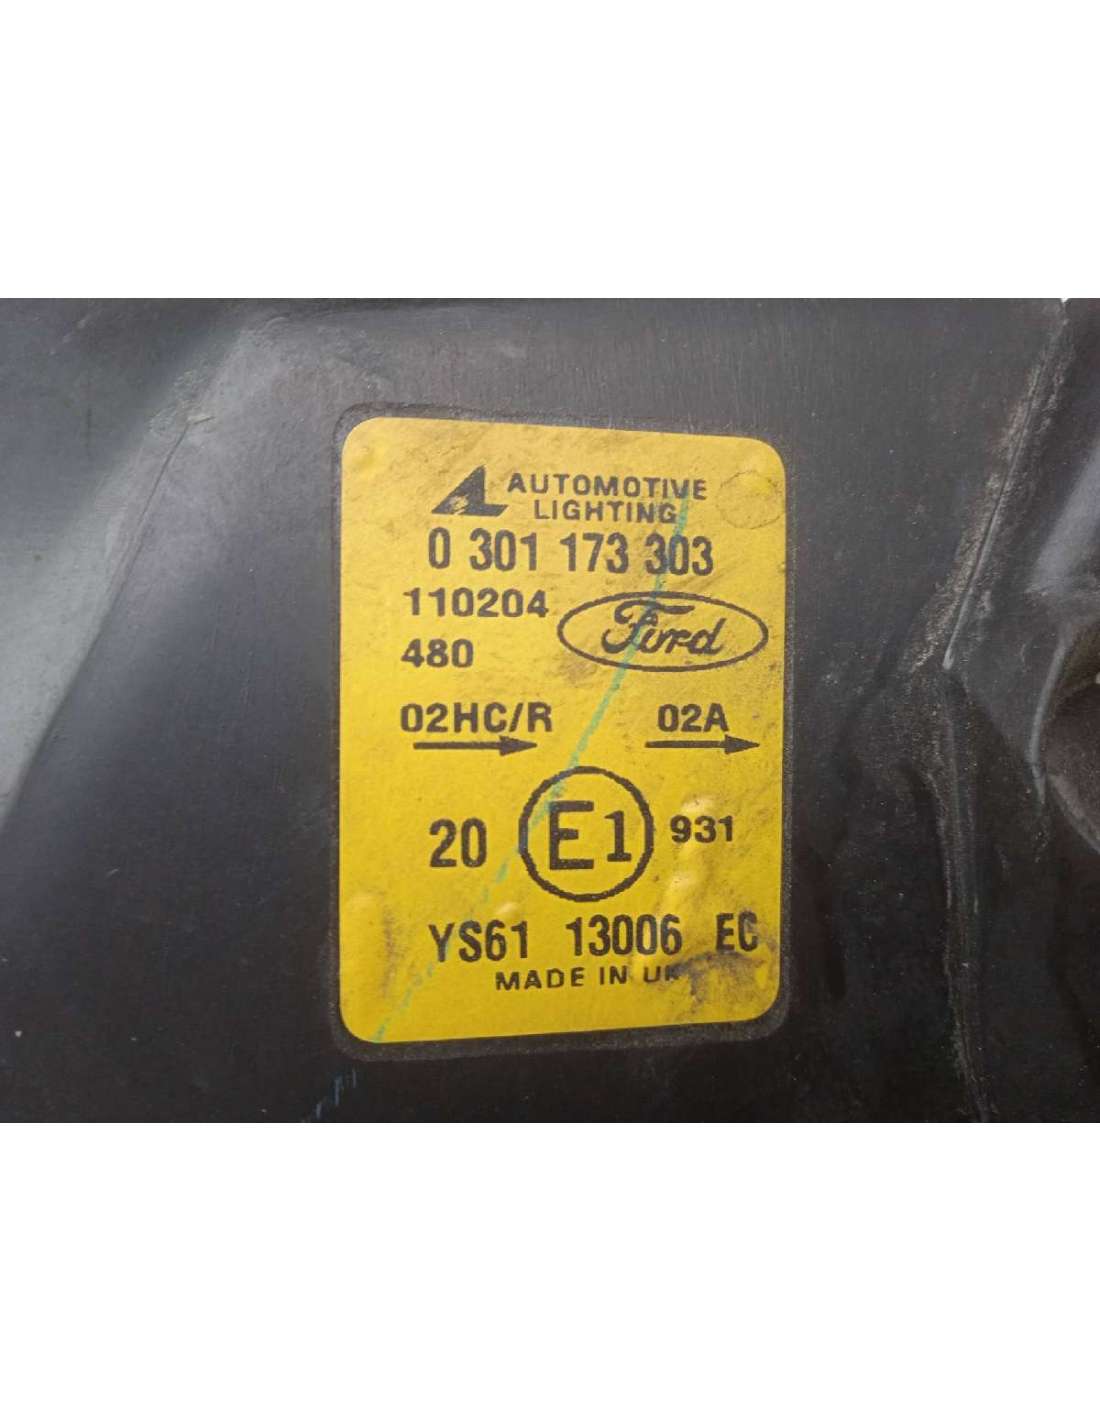 AL AUTOMOTIVE
LIGHTING
0 301 173 303
110204
Ford
480
02HC/R 02A
20 E1 931
YS61 13006 EC
MADE IN UK